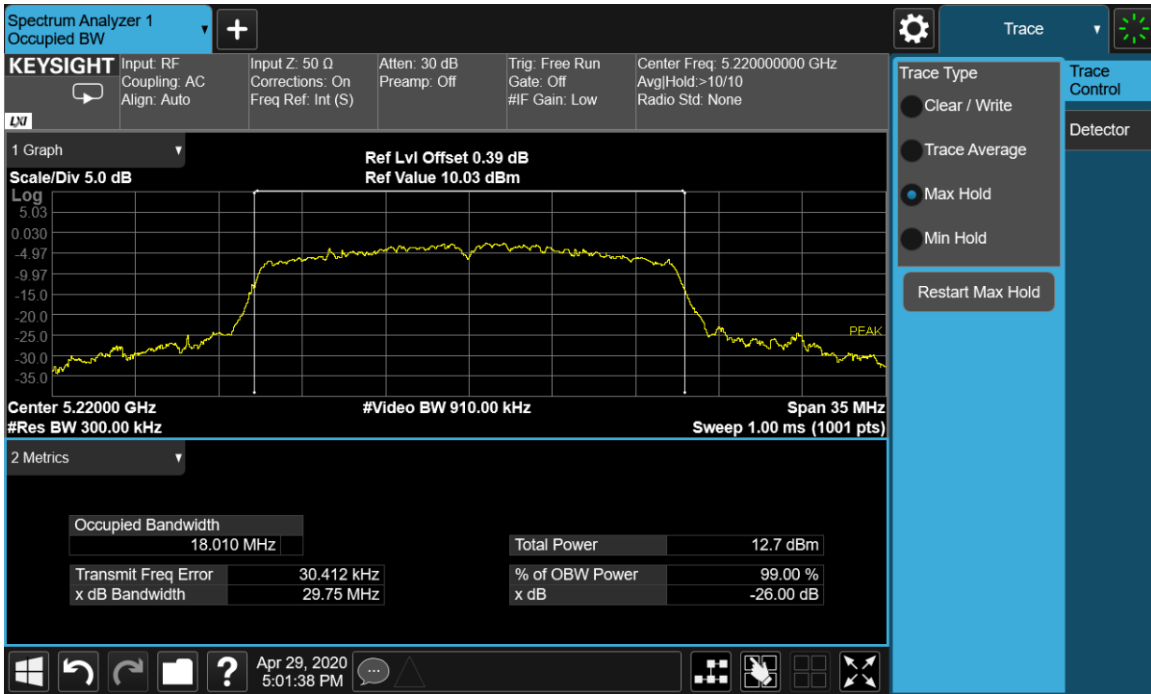 Spectrum Analyzer 1
Occupied BW
+
Trace
KEYSIGHT
LXI
Input: RF
Coupling: AC
Align: Auto
Input Z: 50 Ω
Corrections: On
Freq Ref: Int (S)
Atten: 30 dB
Preamp: Off
Trig: Free Run
Gate: Off
#IF Gain: Low
Center Freq: 5.220000000 GHz
Avg|Hold:>10/10
Radio Std: None
1 Graph
Scale/Div 5.0 dB
Ref Lvl Offset 0.39 dB
Ref Value 10.03 dBm
Log
5.03
0.030
-4.97
-9.97
-15.0
-20.0
-25.0
-30.0
-35.0
PEAK
Center 5.22000 GHz
#Video BW 910.00 kHz
Span 35 MHz
#Res BW 300.00 kHz
Sweep 1.00 ms (1001 pts)
2 Metrics
Occupied Bandwidth
18.010 MHz
Total Power 12.7 dBm
Transmit Freq Error 30.412 kHz
% of OBW Power 99.00 %
x dB Bandwidth 29.75 MHz
x dB -26.00 dB
Trace Type
Clear / Write
Trace Average
Max Hold
Min Hold
Restart Max Hold
Trace
Control
Detector
?
Apr 29, 2020
5:01:38 PM